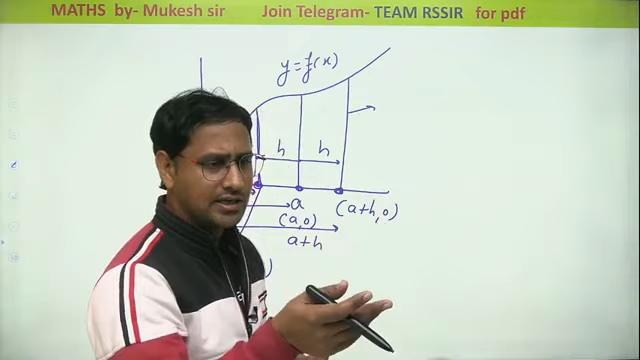 MATHS by- Mukesh sir Join Telegram- TEAM RSSIR for pdf
y=f(x)
h h
a
(a,0) (a+h,0)
a+h
)